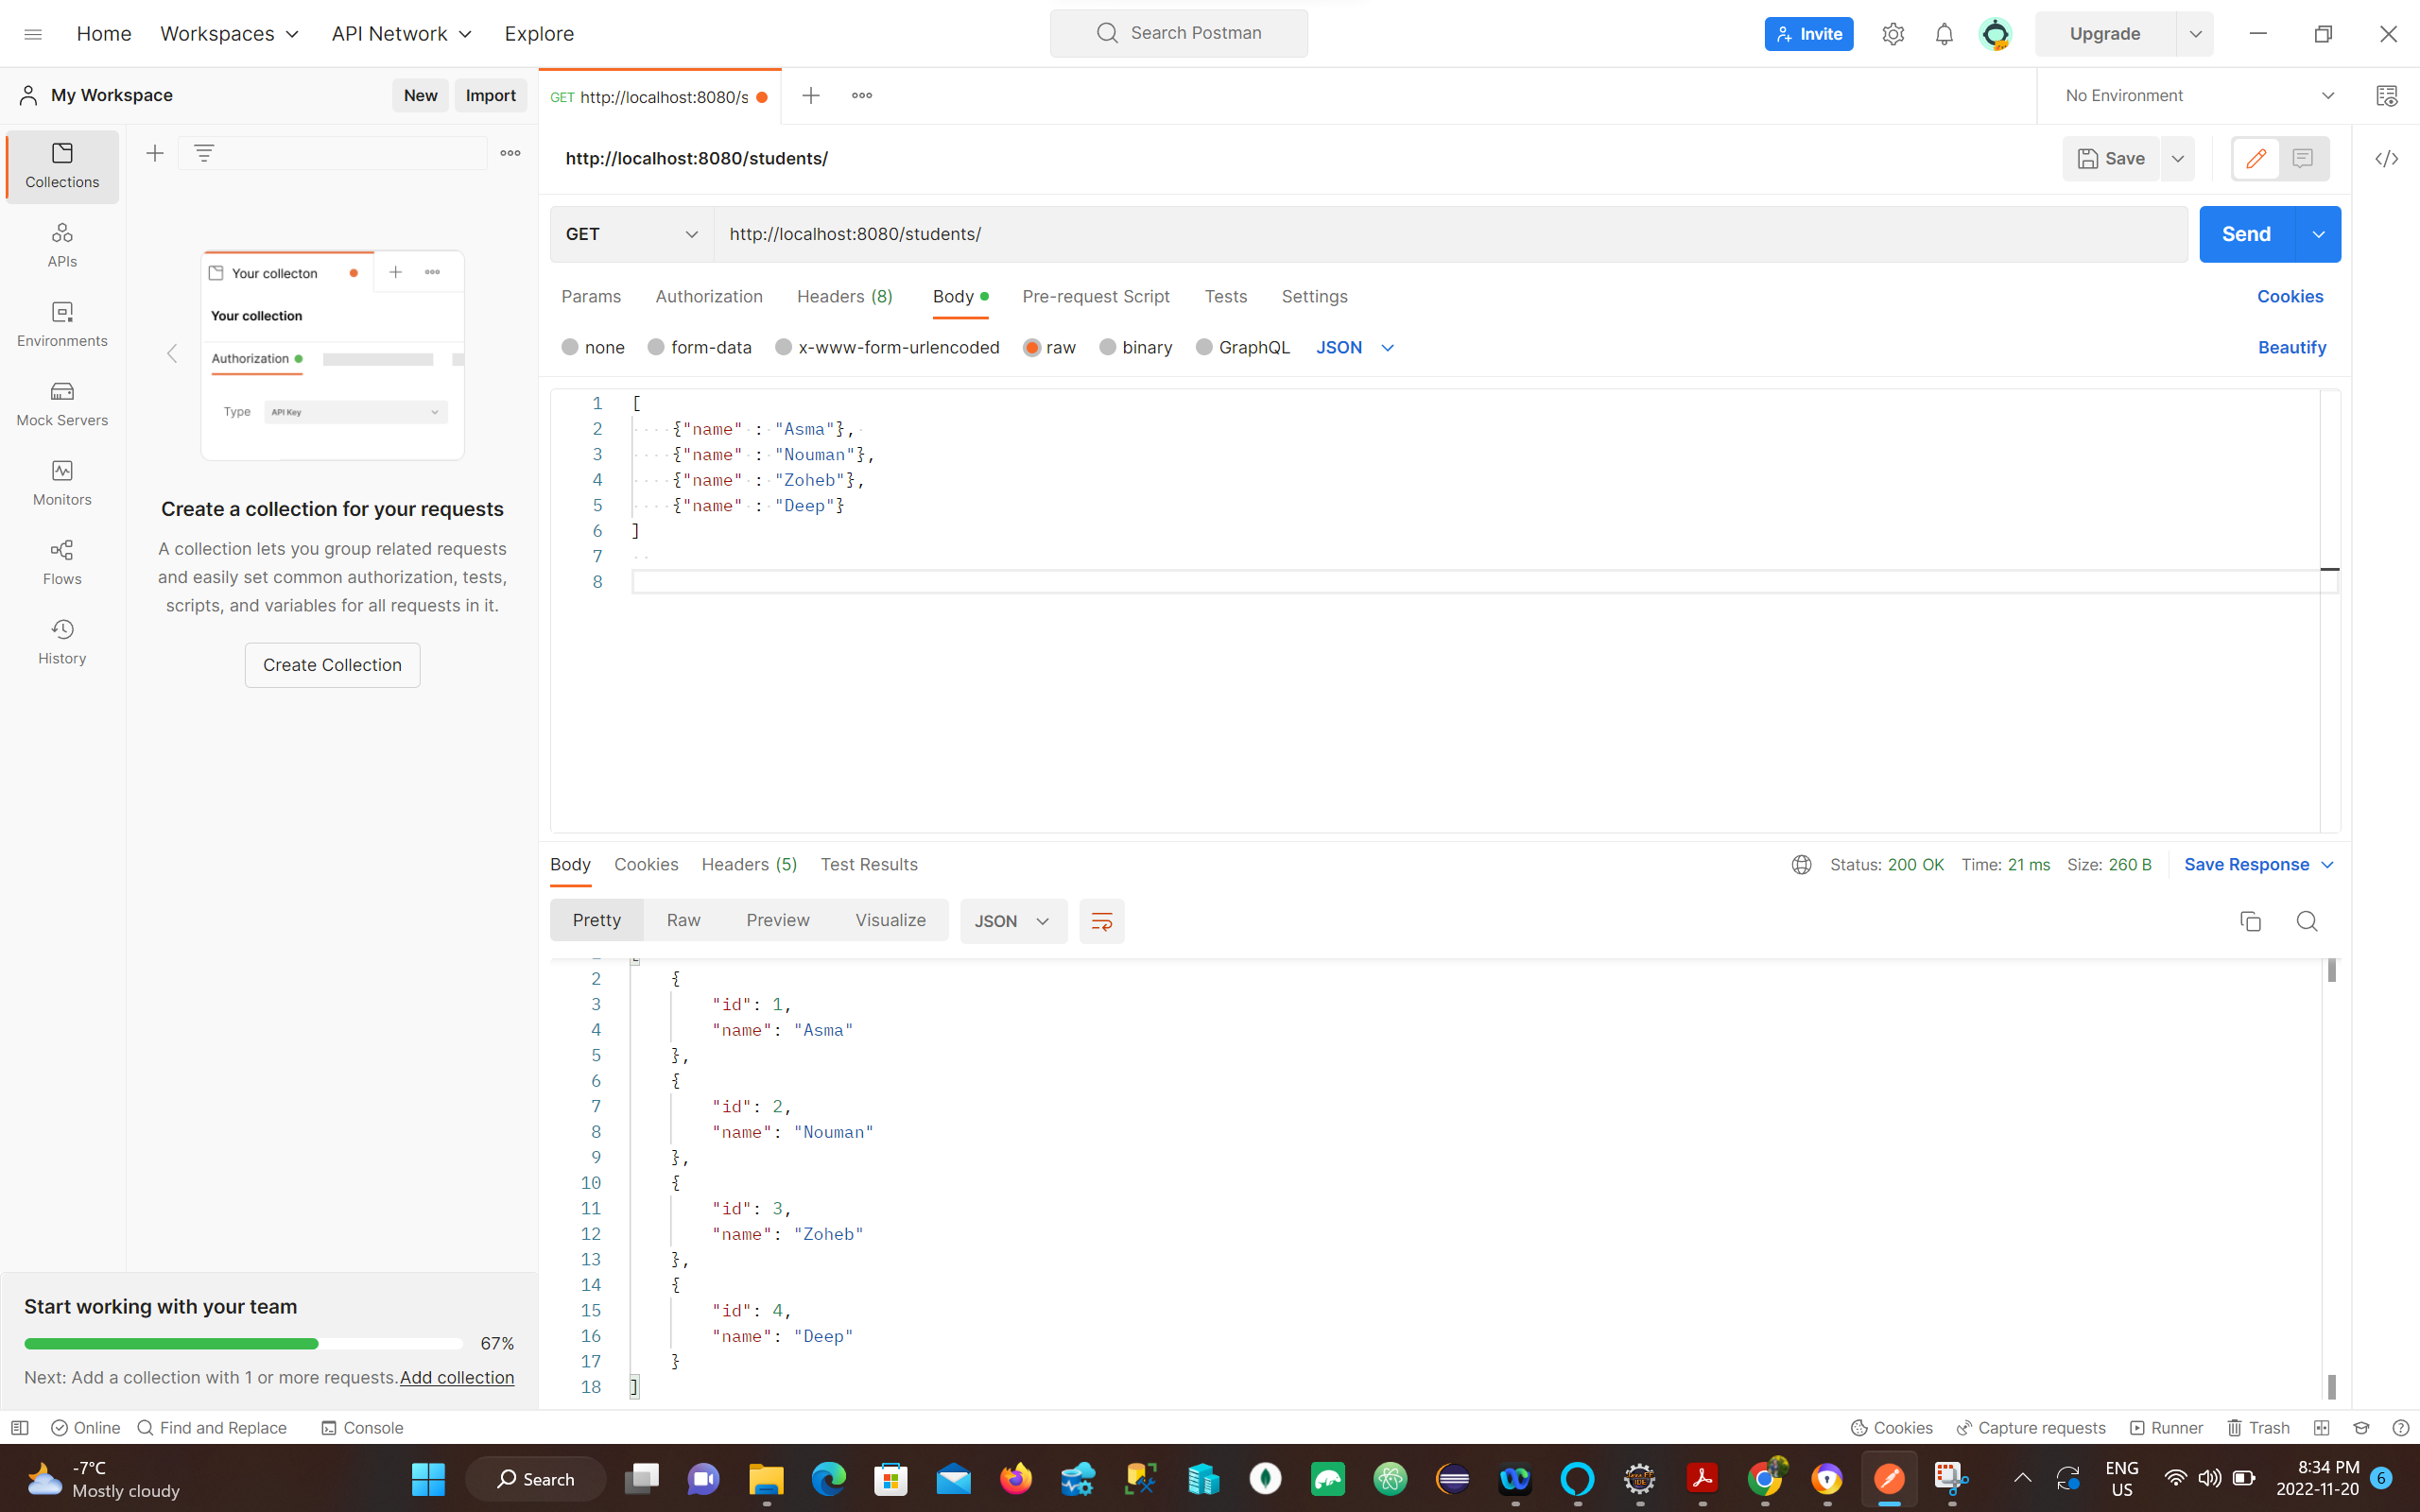 Home Workspaces API Network Explore Search Postman Invite Upgrade
My Workspace New Import GET http://localhost:8080/s No Environment
Collections
APIs
Environments
Mock Servers
Monitors
Flows
History
Your collecton
Your collection
Authorization
Type API Key
Create a collection for your requests
A collection lets you group related requests
and easily set common authorization, tests,
scripts, and variables for all requests in it.
Create Collection
Start working with your team
67%
Next: Add a collection with 1 or more requests. Add collection
http://localhost:8080/students/ Save
GET http://localhost:8080/students/ Send
Params Authorization Headers (8) Body Pre-request Script Tests Settings Cookies
none form-data x-www-form-urlencoded raw binary GraphQL JSON Beautify
1 [
2 {"name" : "Asma"},
3 {"name" : "Nouman"},
4 {"name" : "Zoheb"},
5 {"name" : "Deep"}
6 ]
7
8
Body Cookies Headers (5) Test Results Status: 200 OK Time: 21 ms Size: 260 B Save Response
Pretty Raw Preview Visualize JSON
2 {
3 "id": 1,
4 "name": "Asma"
5 },
6 {
7 "id": 2,
8 "name": "Nouman"
9 },
10 {
11 "id": 3,
12 "name": "Zoheb"
13 },
14 {
15 "id": 4,
16 "name": "Deep"
17 }
18 ]
Online Find and Replace Console Cookies Capture requests Runner Trash
-7°C
Mostly cloudy
Search
ENG
US
8:34 PM
2022-11-20
6